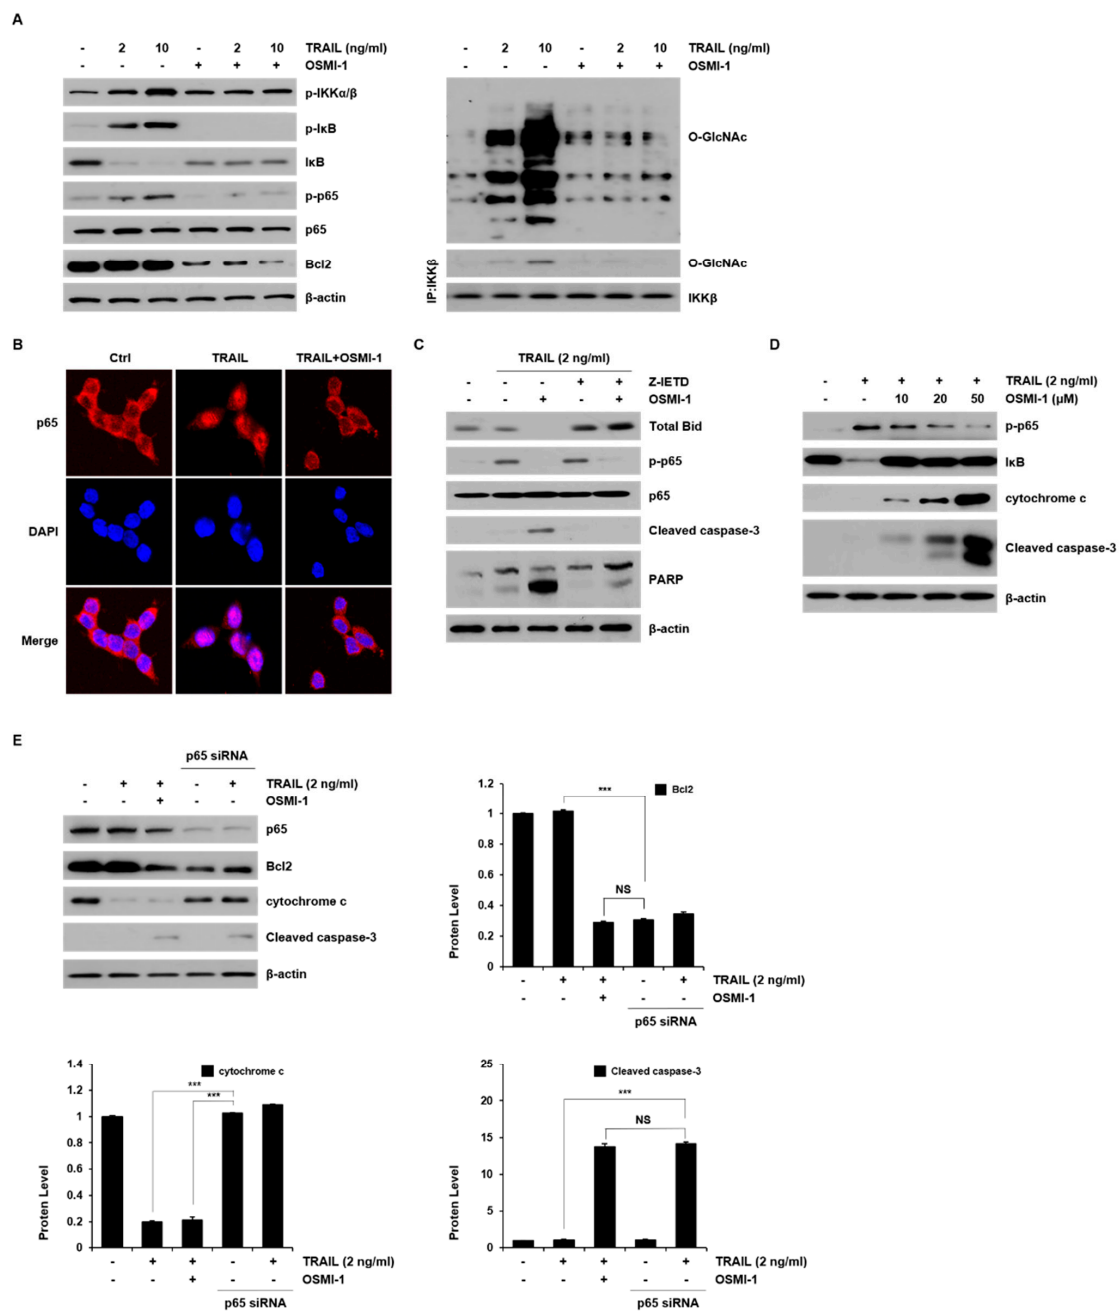 A
- 2 10 - 2 10 TRAIL (ng/ml)
- - - + + + OSMI-1
p-IKKα/β
p-IκB
IκB
p-p65
p65
Bcl2
β-actin
- 2 10 - 2 10 TRAIL (ng/ml)
- - - + + + OSMI-1
O-GlcNAc
IP:IKKβ
O-GlcNAc
IKKβ
B
Ctrl TRAIL TRAIL+OSMI-1
p65
DAPI
Merge
C
TRAIL (2 ng/ml)
- - - + + Z-IETD
- - + - + OSMI-1
Total Bid
p-p65
p65
Cleaved caspase-3
PARP
β-actin
D
- + + + + TRAIL (2 ng/ml)
- - 10 20 50 OSMI-1 (μM)
p-p65
IκB
cytochrome c
Cleaved caspase-3
β-actin
E
p65 siRNA
- + + - + TRAIL (2 ng/ml)
- - + - - OSMI-1
p65
Bcl2
cytochrome c
Cleaved caspase-3
β-actin
Bcl2
Proten Level
1.2
1
0.8
0.6
0.4
0.2
0
***
NS
- + + - + TRAIL (2 ng/ml)
- - + - - OSMI-1
p65 siRNA
cytochrome c
Proten Level
1.4
1.2
1
0.8
0.6
0.4
0.2
0
***
***
- + + - + TRAIL (2 ng/ml)
- - + - - OSMI-1
p65 siRNA
Cleaved caspase-3
Proten Level
25
20
15
10
5
0
***
NS
- + + - + TRAIL (2 ng/ml)
- - + - - OSMI-1
p65 siRNA